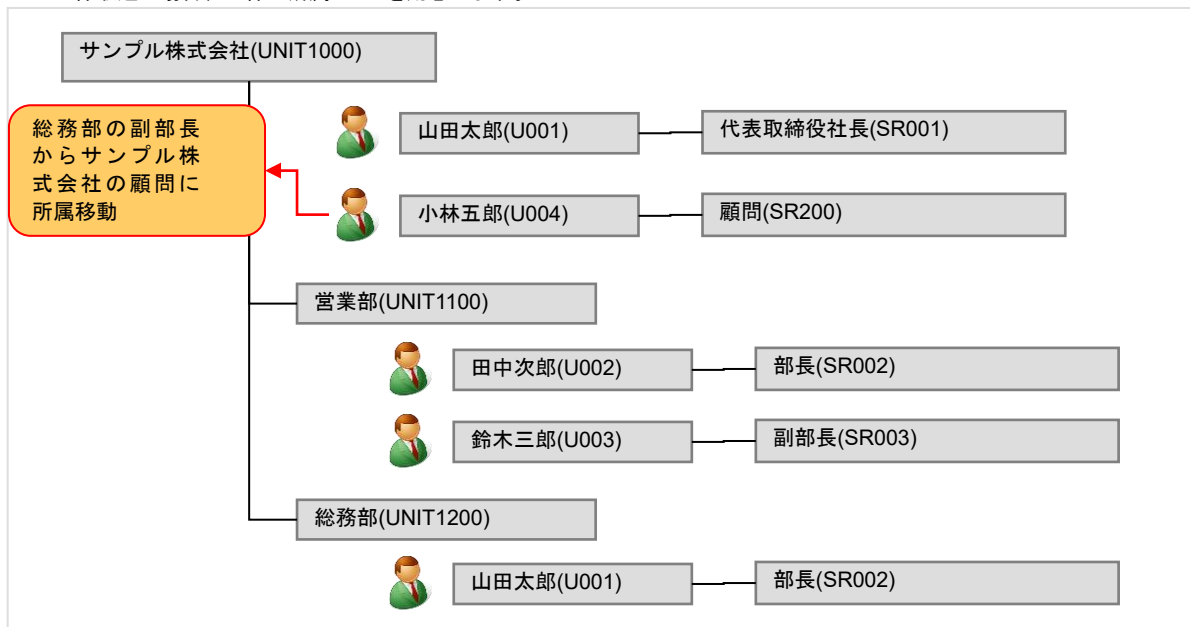 サンプル株式会社(UNIT1000)
総務部の副部長
からサンプル株
式会社の顧問に
所属移動
山田太郎(U001)
代表取締役社長(SR001)
小林五郎(U004)
顧問(SR200)
営業部(UNIT1100)
田中次郎(U002)
部長(SR002)
鈴木三郎(U003)
副部長(SR003)
総務部(UNIT1200)
山田太郎(U001)
部長(SR002)